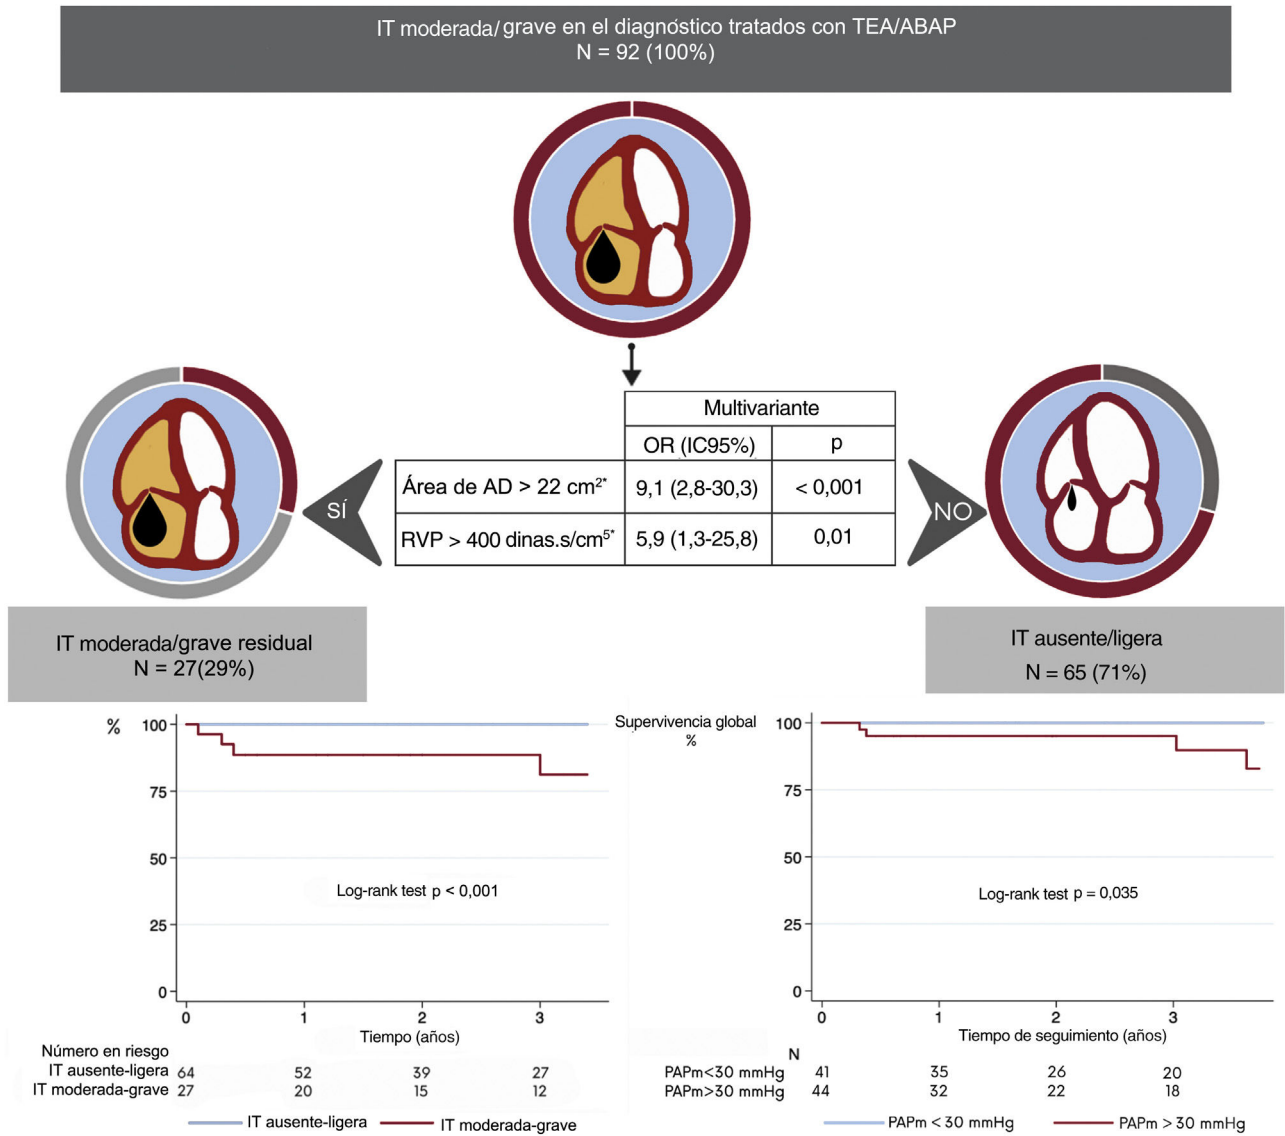 IT moderada/grave en el diagnóstico tratados con TEA/ABAP
N = 92 (100%)
Multivariante
OR (IC95%) p
Área de AD > 22 cm²* 9,1 (2,8-30,3) < 0,001
RVP > 400 dinas.s/cm⁵* 5,9 (1,3-25,8) 0,01
SÍ
NO
IT moderada/grave residual
N = 27(29%)
IT ausente/ligera
N = 65 (71%)
%
100
75
50
25
0
Log-rank test p < 0,001
0 1 2 3
Tiempo (años)
Número en riesgo
IT ausente-ligera 64 52 39 27
IT moderada-grave 27 20 15 12
IT ausente-ligera IT moderada-grave
Supervivencia global
%
100
75
50
25
0
Log-rank test p = 0,035
0 1 2 3
Tiempo de seguimiento (años)
N
PAPm<30 mmHg 41 35 26 20
PAPm>30 mmHg 44 32 22 18
PAPm < 30 mmHg PAPm > 30 mmHg